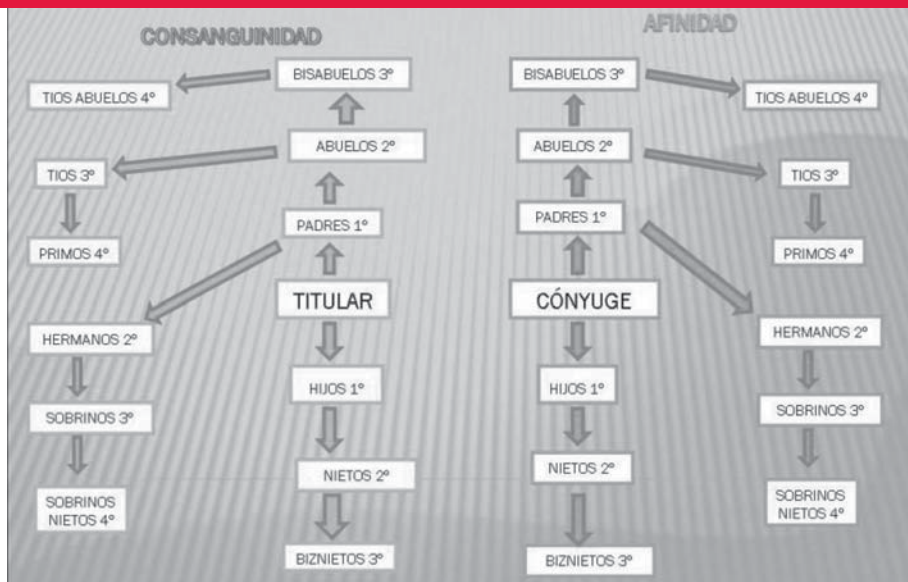 CONSANGUINIDAD
BISABUELOS 3º
TIOS ABUELOS 4º
ABUELOS 2º
TIOS 3º
PADRES 1º
PRIMOS 4º
TITULAR
HERMANOS 2º
HIJOS 1º
SOBRINOS 3º
NIETOS 2º
SOBRINOS
NIETOS 4º
BIZNIETOS 3º
AFINIDAD
BISABUELOS 3º
TIOS ABUELOS 4º
ABUELOS 2º
TIOS 3º
PADRES 1º
PRIMOS 4º
CÓNYUGE
HERMANOS 2º
HIJOS 1º
SOBRINOS 3º
NIETOS 2º
SOBRINOS
NIETOS 4º
BIZNIETOS 3º